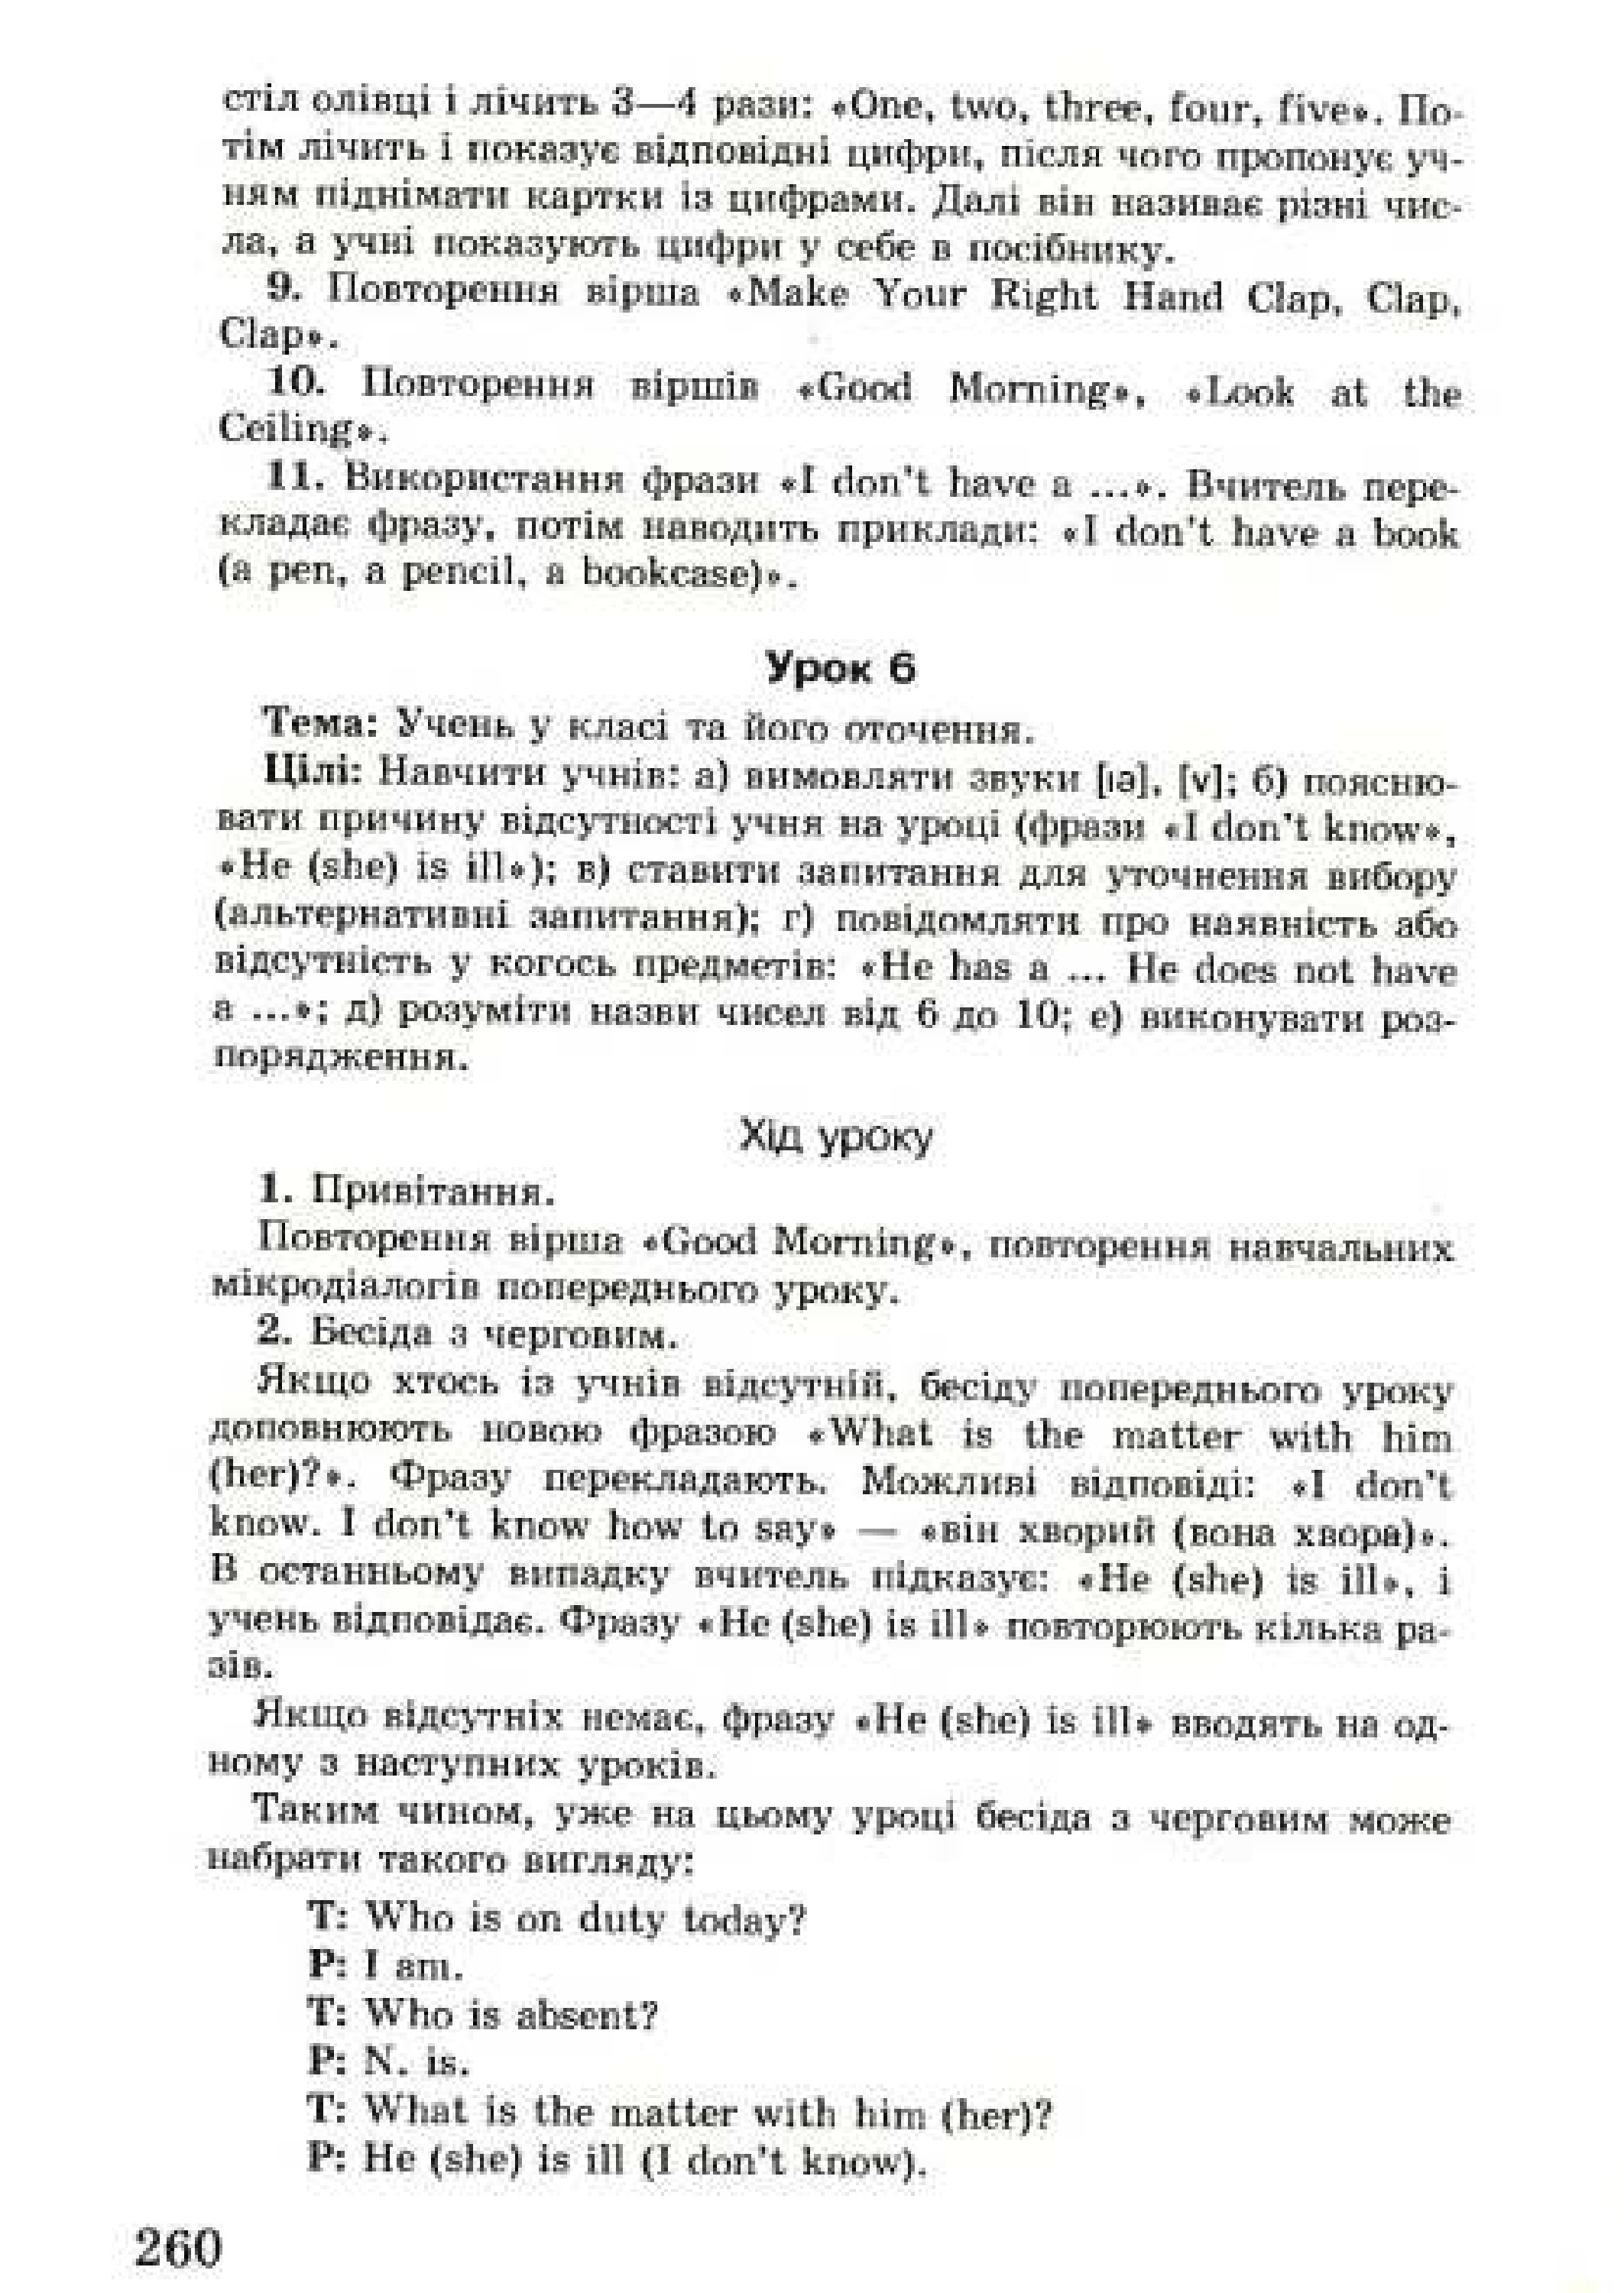 стіл олівці і лічить 3—4 рази: «One, two, three, four, five». По-
тім лічить і показує відповідні цифри, після чого пропонує уч-
ням піднімати картки із цифрами. Далі він називає різні чис-
ла, а учні показують цифри у себе в посібнику.
9. Повторення вірша «Make Your Right Hand Clap, Clap,
Clap».
10. Повторення віршів «Good Morning», «Look at the
Ceiling».
11. Використання фрази «I don't have a ...». Вчитель пере-
кладає фразу, потім наводить приклади: «I don't have a book
(a pen, a pencil, a bookcase)».
Урок 6
Тема: Учень у класі та його оточення.
Цілі: Навчити учнів: а) вимовляти звуки [ıə], [v]; б) поясню-
вати причину відсутності учня на уроці (фрази «I don't know»,
«He (she) is ill»); в) ставити запитання для уточнення вибору
(альтернативні запитання); г) повідомляти про наявність або
відсутність у когось предметів: «He has a ... He does not have
a ...»; д) розуміти назви чисел від 6 до 10; е) виконувати роз-
порядження.
Хід уроку
1. Привітання.
Повторення вірша «Good Morning», повторення навчальних
мікродіалогів попереднього уроку.
2. Бесіда з черговим.
Якщо хтось із учнів відсутній, бесіду попереднього уроку
доповнюють новою фразою «What is the matter with him
(her)?». Фразу перекладають. Можливі відповіді: «I don't
know. I don't know how to say» — «він хворий (вона хвора)».
В останньому випадку вчитель підказує: «He (she) is ill», і
учень відповідає. Фразу «He (she) is ill» повторюють кілька ра-
зів.
Якщо відсутніх немає, фразу «He (she) is ill» вводять на од-
ному з наступних уроків.
Таким чином, уже на цьому уроці бесіда з черговим може
набрати такого вигляду:
T: Who is on duty today?
P: I am.
T: Who is absent?
P: N. is.
T: What is the matter with him (her)?
P: He (she) is ill (I don't know).
260